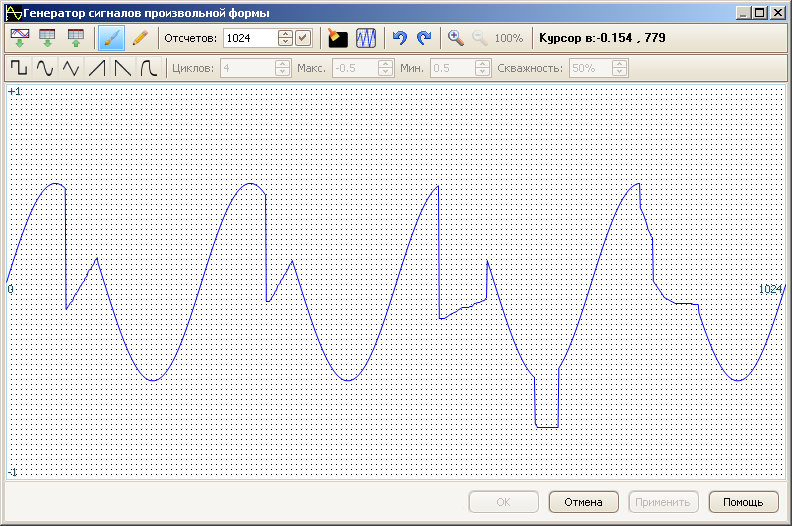 Генератор сигналов произвольной формы
Отсчетов: 1024 100% Курсор в:-0.154 , 779
Циклов: 4 Макс. -0.5 Мин. 0.5 Скважность: 50%
+1
0 1024
-1
OK Отмена Применить Помощь